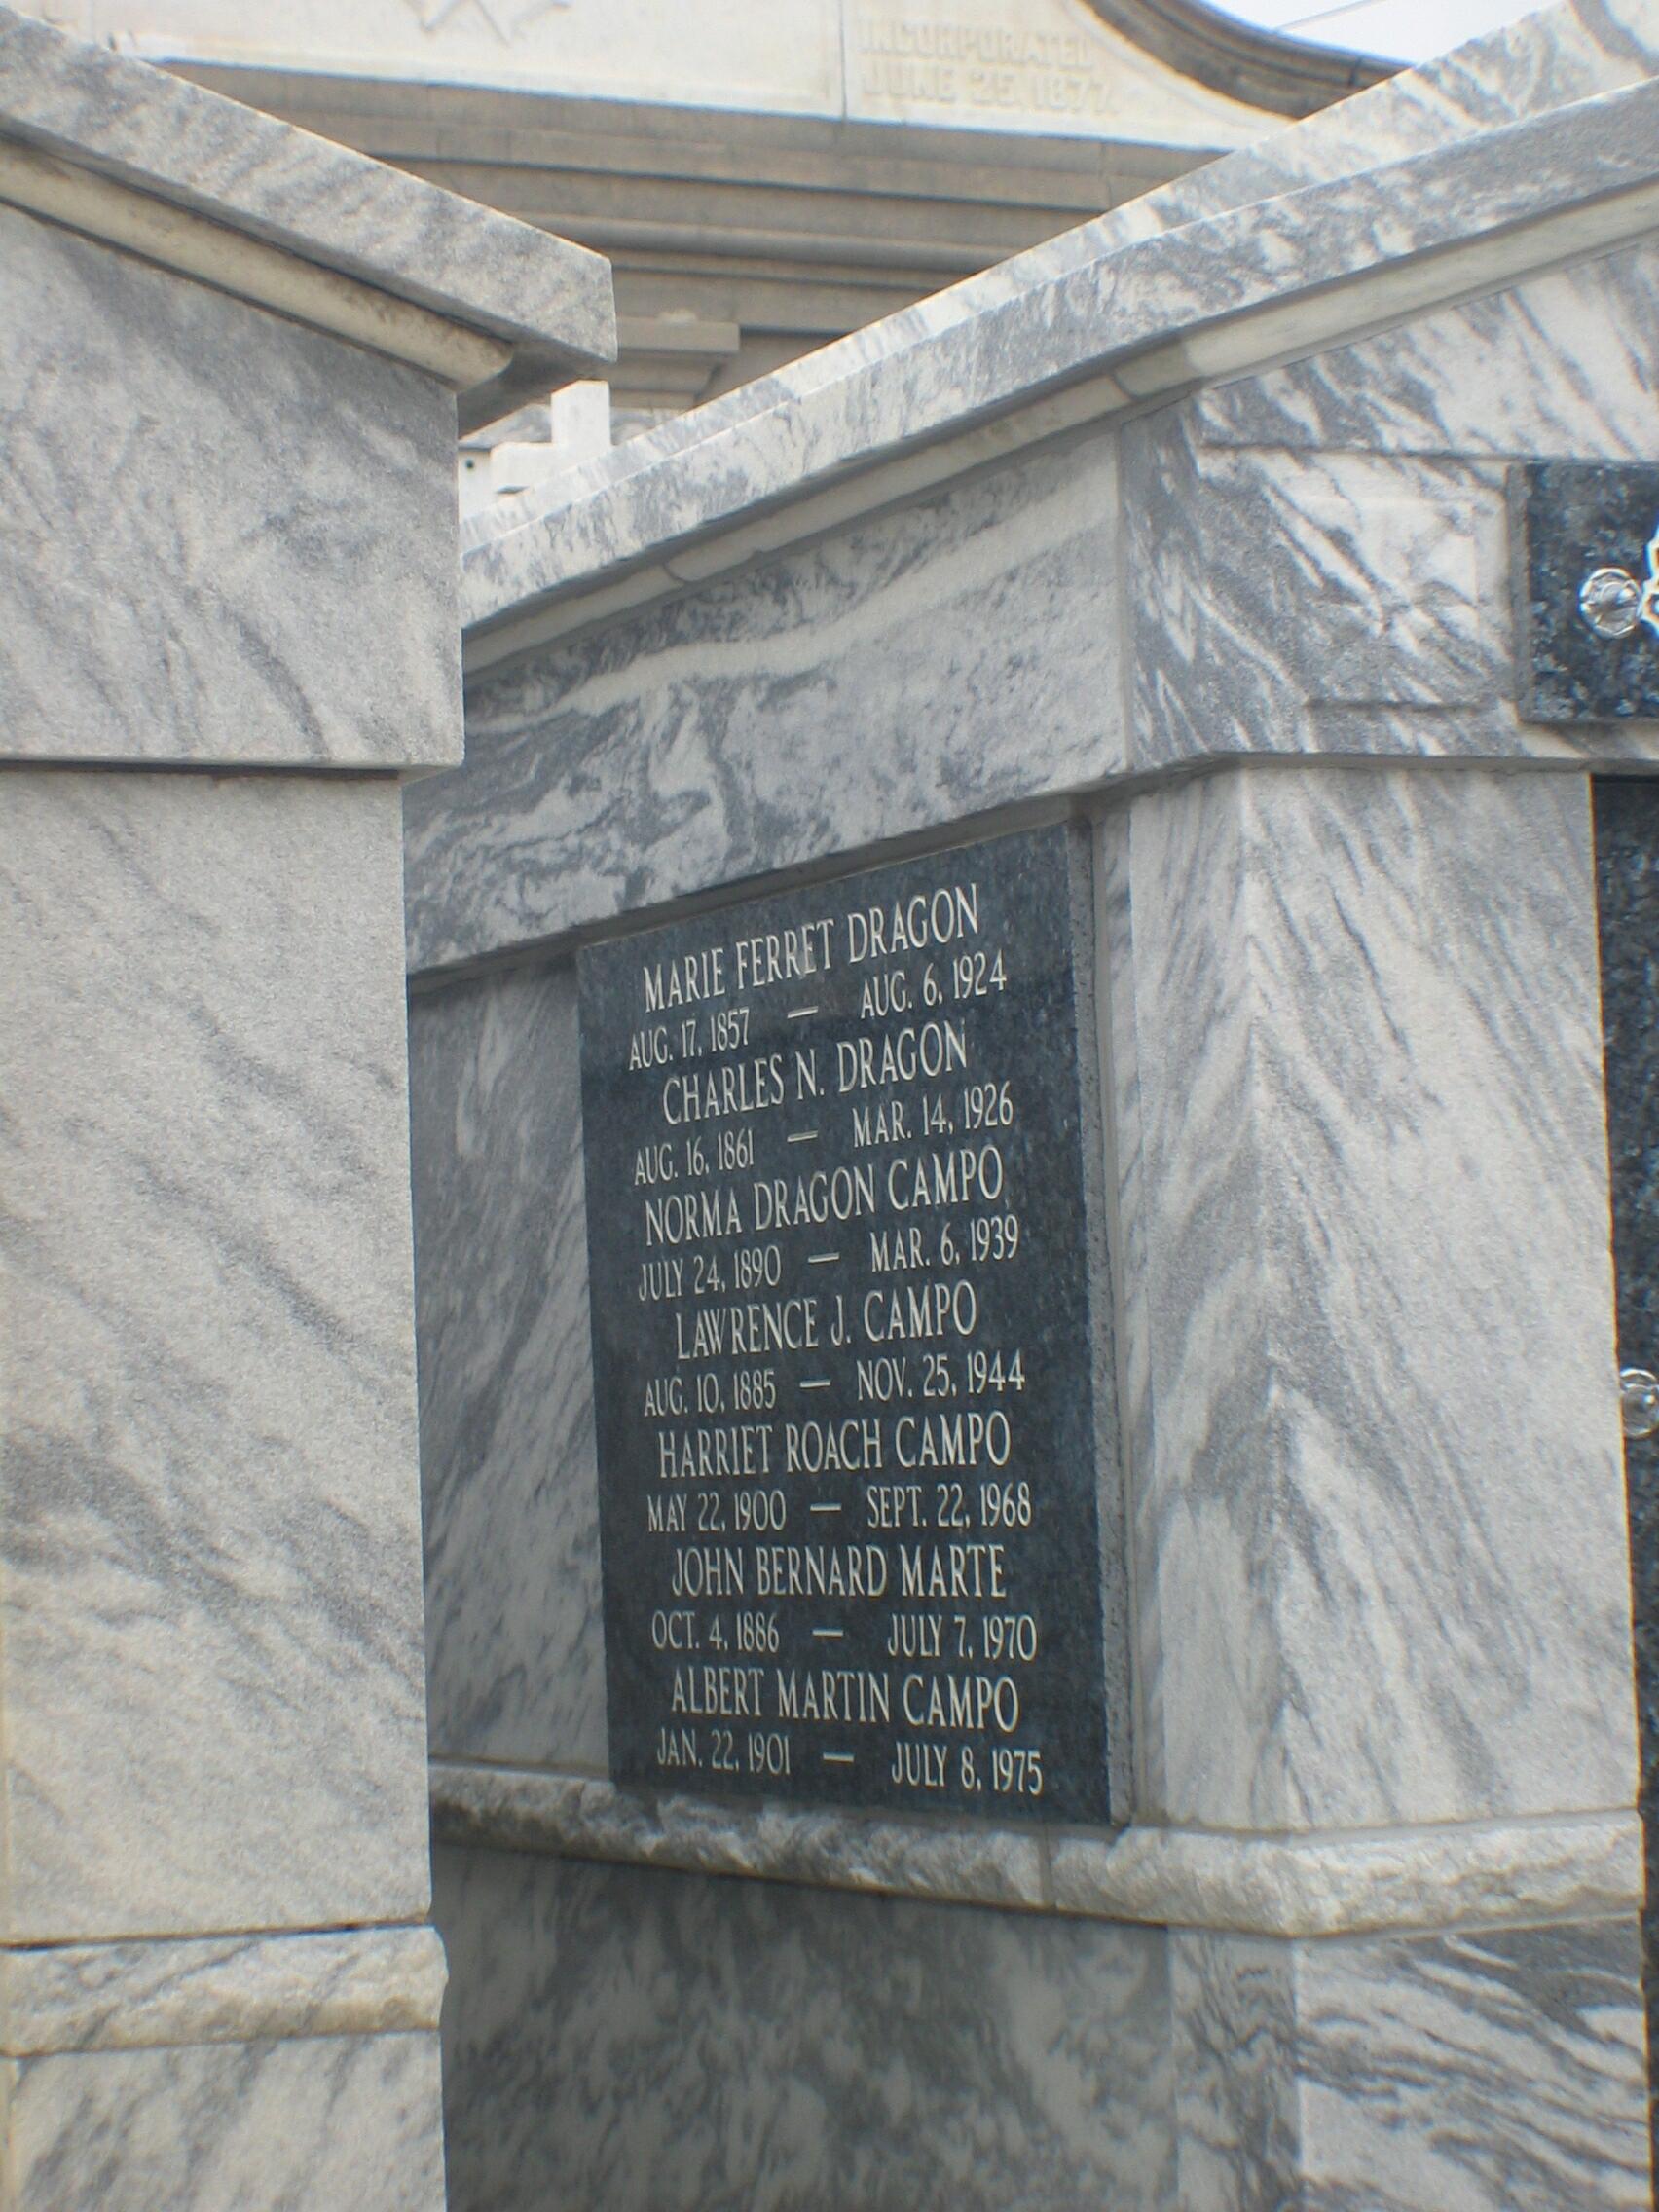 INCORPORATED
JUNE 25, 1877.
MARIE FERRET DRAGON
AUG. 17, 1857 — AUG. 6, 1924
CHARLES N. DRAGON
AUG. 16, 1861 — MAR. 14, 1926
NORMA DRAGON CAMPO
JULY 24, 1890 — MAR. 6, 1939
LAWRENCE J. CAMPO
AUG. 10, 1885 — NOV. 25, 1944
HARRIET ROACH CAMPO
MAY 22, 1900 — SEPT. 22, 1968
JOHN BERNARD MARTE
OCT. 4, 1886 — JULY 7, 1970
ALBERT MARTIN CAMPO
JAN. 22, 1901 — JULY 8, 1975